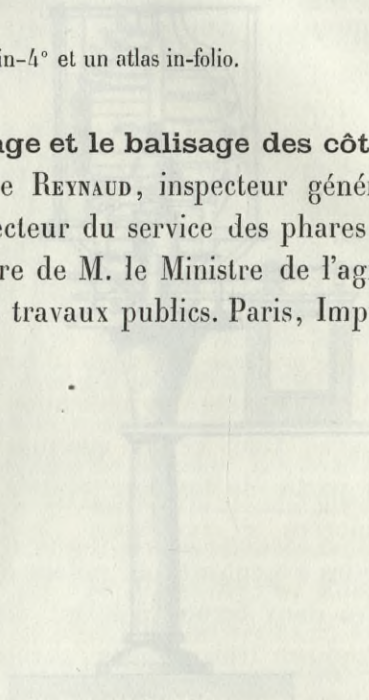 in-4° et un atlas in-folio.
age et le balisage des côt
e REYNAUD, inspecteur géné
ecteur du service des phares
re de M. le Ministre de l'ag
travaux publics. Paris, Imp